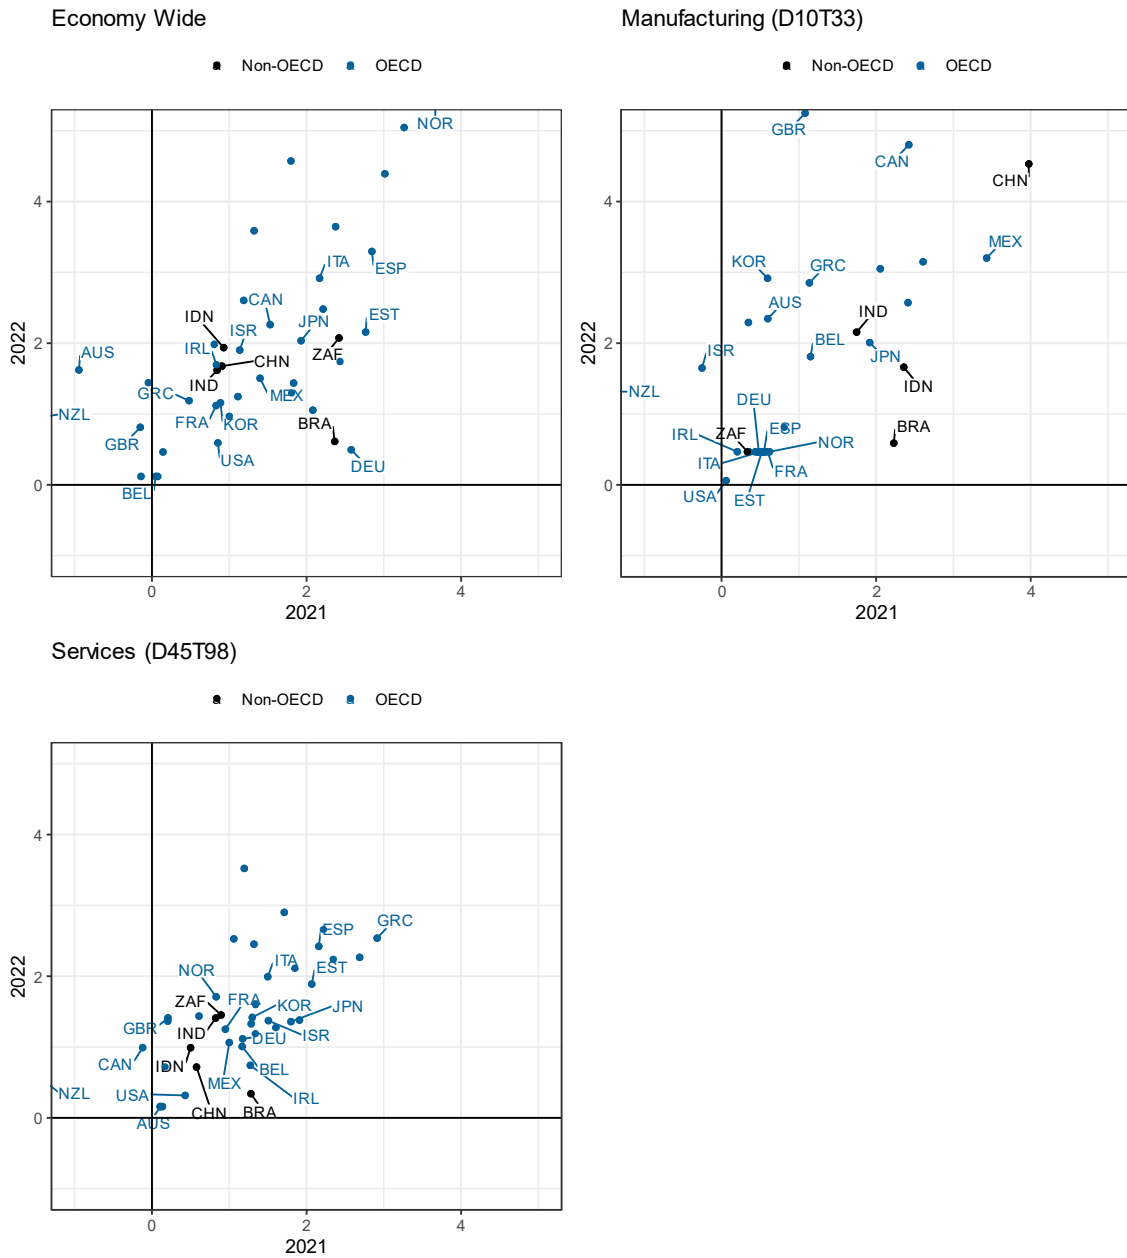 Economy Wide
Non-OECD OECD
NOR
ITA
ESP
CAN
IDN
EST
JPN
ISR
ZAF
IRL
AUS
CHN
IND
GRC
MEX
NZL
FRA
KOR
BRA
GBR
USA
DEU
BEL
4
2
0
2022
0 2 4
2021
Manufacturing (D10T33)
Non-OECD OECD
GBR
CAN
CHN
MEX
KOR
GRC
AUS
IND
ISR
BEL
JPN
IDN
NZL
DEU
ESP
BRA
IRL
ZAF
NOR
ITA
FRA
USA
EST
4
2
0
2022
0 2 4
2021
Services (D45T98)
Non-OECD OECD
GRC
ESP
ITA
EST
NOR
ZAF
FRA
KOR
JPN
GBR
IND
DEU
ISR
CAN
IDN
BEL
MEX
NZL
USA
IRL
CHN
BRA
AUS
4
2
0
2022
0 2 4
2021